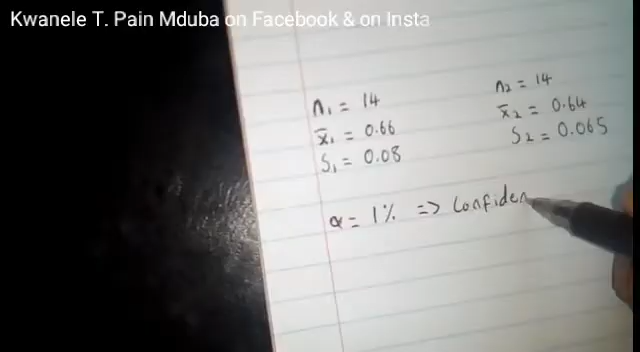 Kwanele T. Pain Mduba on Facebook & on Insta
n₁ = 14
x̄₁ = 0.66
S₁ = 0.08
n₂ = 14
x̄₂ = 0.64
S₂ = 0.065
α = 1% => Confiden